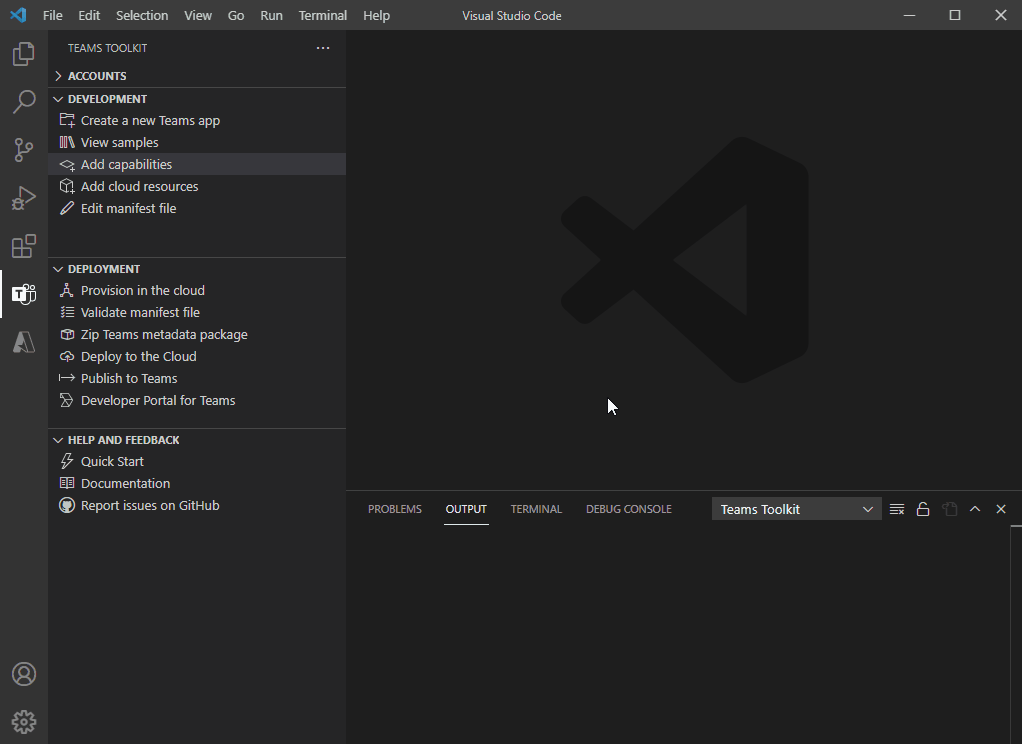 File Edit Selection View Go Run Terminal Help Visual Studio Code
TEAMS TOOLKIT
ACCOUNTS
DEVELOPMENT
Create a new Teams app
View samples
Add capabilities
Add cloud resources
Edit manifest file
DEPLOYMENT
Provision in the cloud
Validate manifest file
Zip Teams metadata package
Deploy to the Cloud
Publish to Teams
Developer Portal for Teams
HELP AND FEEDBACK
Quick Start
Documentation
Report issues on GitHub
PROBLEMS OUTPUT TERMINAL DEBUG CONSOLE Teams Toolkit